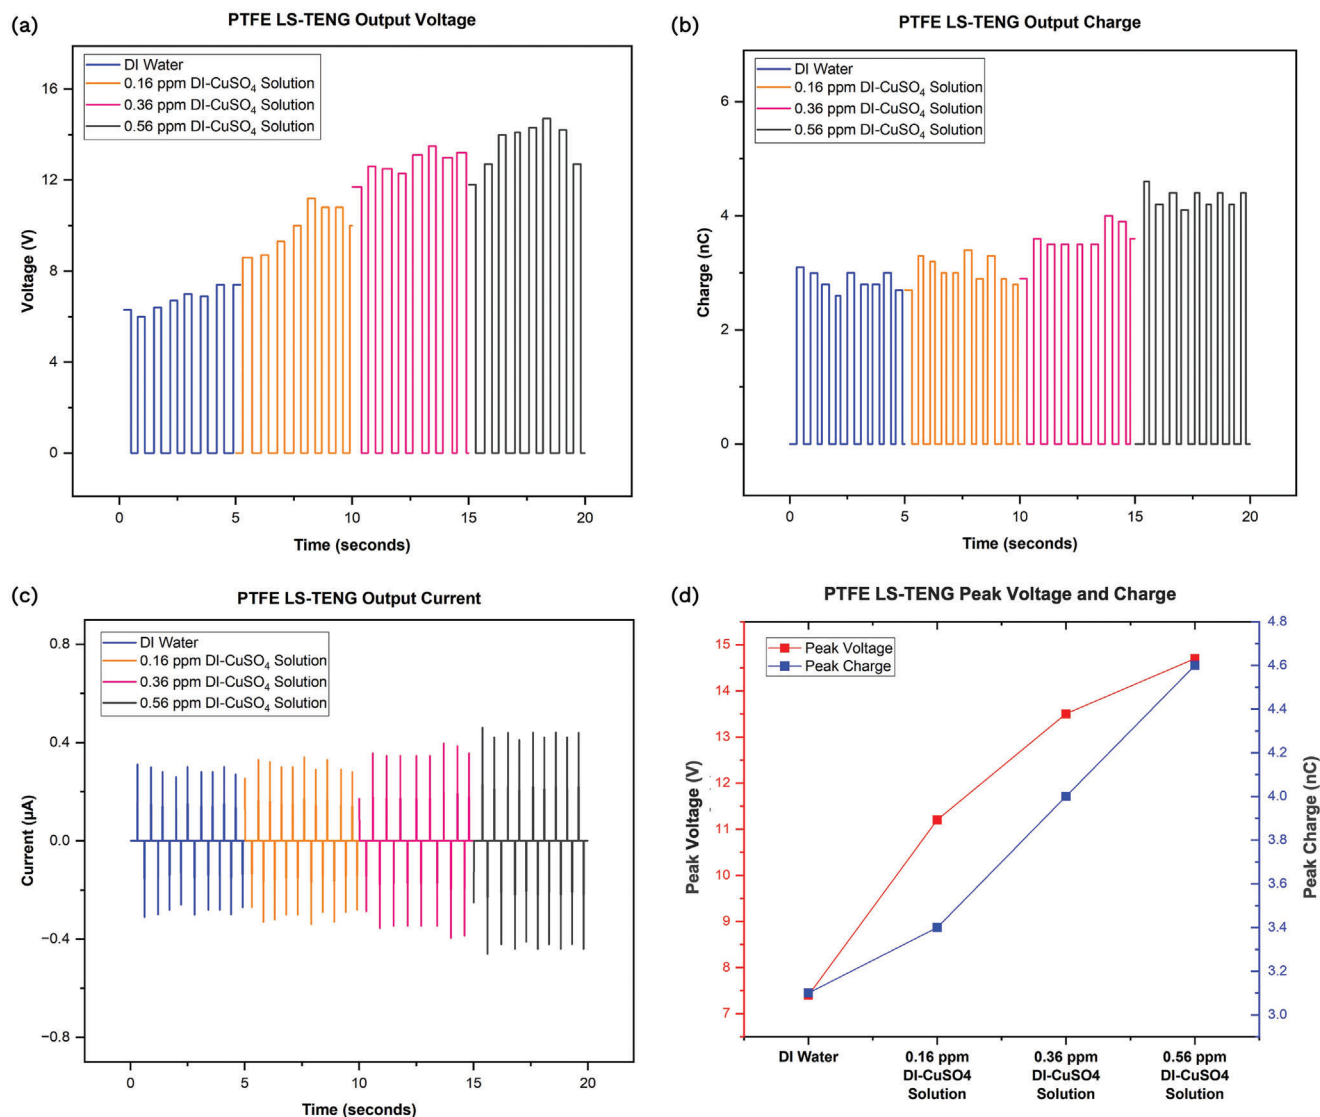 (a)
PTFE LS-TENG Output Voltage
DI Water
0.16 ppm DI-CuSO₄ Solution
0.36 ppm DI-CuSO₄ Solution
0.56 ppm DI-CuSO₄ Solution
16
12
8
4
0
Voltage (V)
0 5 10 15 20
Time (seconds)
(b)
PTFE LS-TENG Output Charge
DI Water
0.16 ppm DI-CuSO₄ Solution
0.36 ppm DI-CuSO₄ Solution
0.56 ppm DI-CuSO₄ Solution
6
4
2
0
Charge (nC)
0 5 10 15 20
Time (seconds)
(c)
PTFE LS-TENG Output Current
DI Water
0.16 ppm DI-CuSO₄ Solution
0.36 ppm DI-CuSO₄ Solution
0.56 ppm DI-CuSO₄ Solution
0.8
0.4
0.0
−0.4
−0.8
Current (µA)
0 5 10 15 20
Time (seconds)
(d)
PTFE LS-TENG Peak Voltage and Charge
Peak Voltage
Peak Charge
15
14
13
12
11
10
9
8
7
Peak Voltage (V)
4.8
4.6
4.4
4.2
4.0
3.8
3.6
3.4
3.1
3.0
Peak Charge (nC)
DI Water
0.16 ppm
DI-CuSO4
Solution
0.36 ppm
DI-CuSO4
Solution
0.56 ppm
DI-CuSO4
Solution